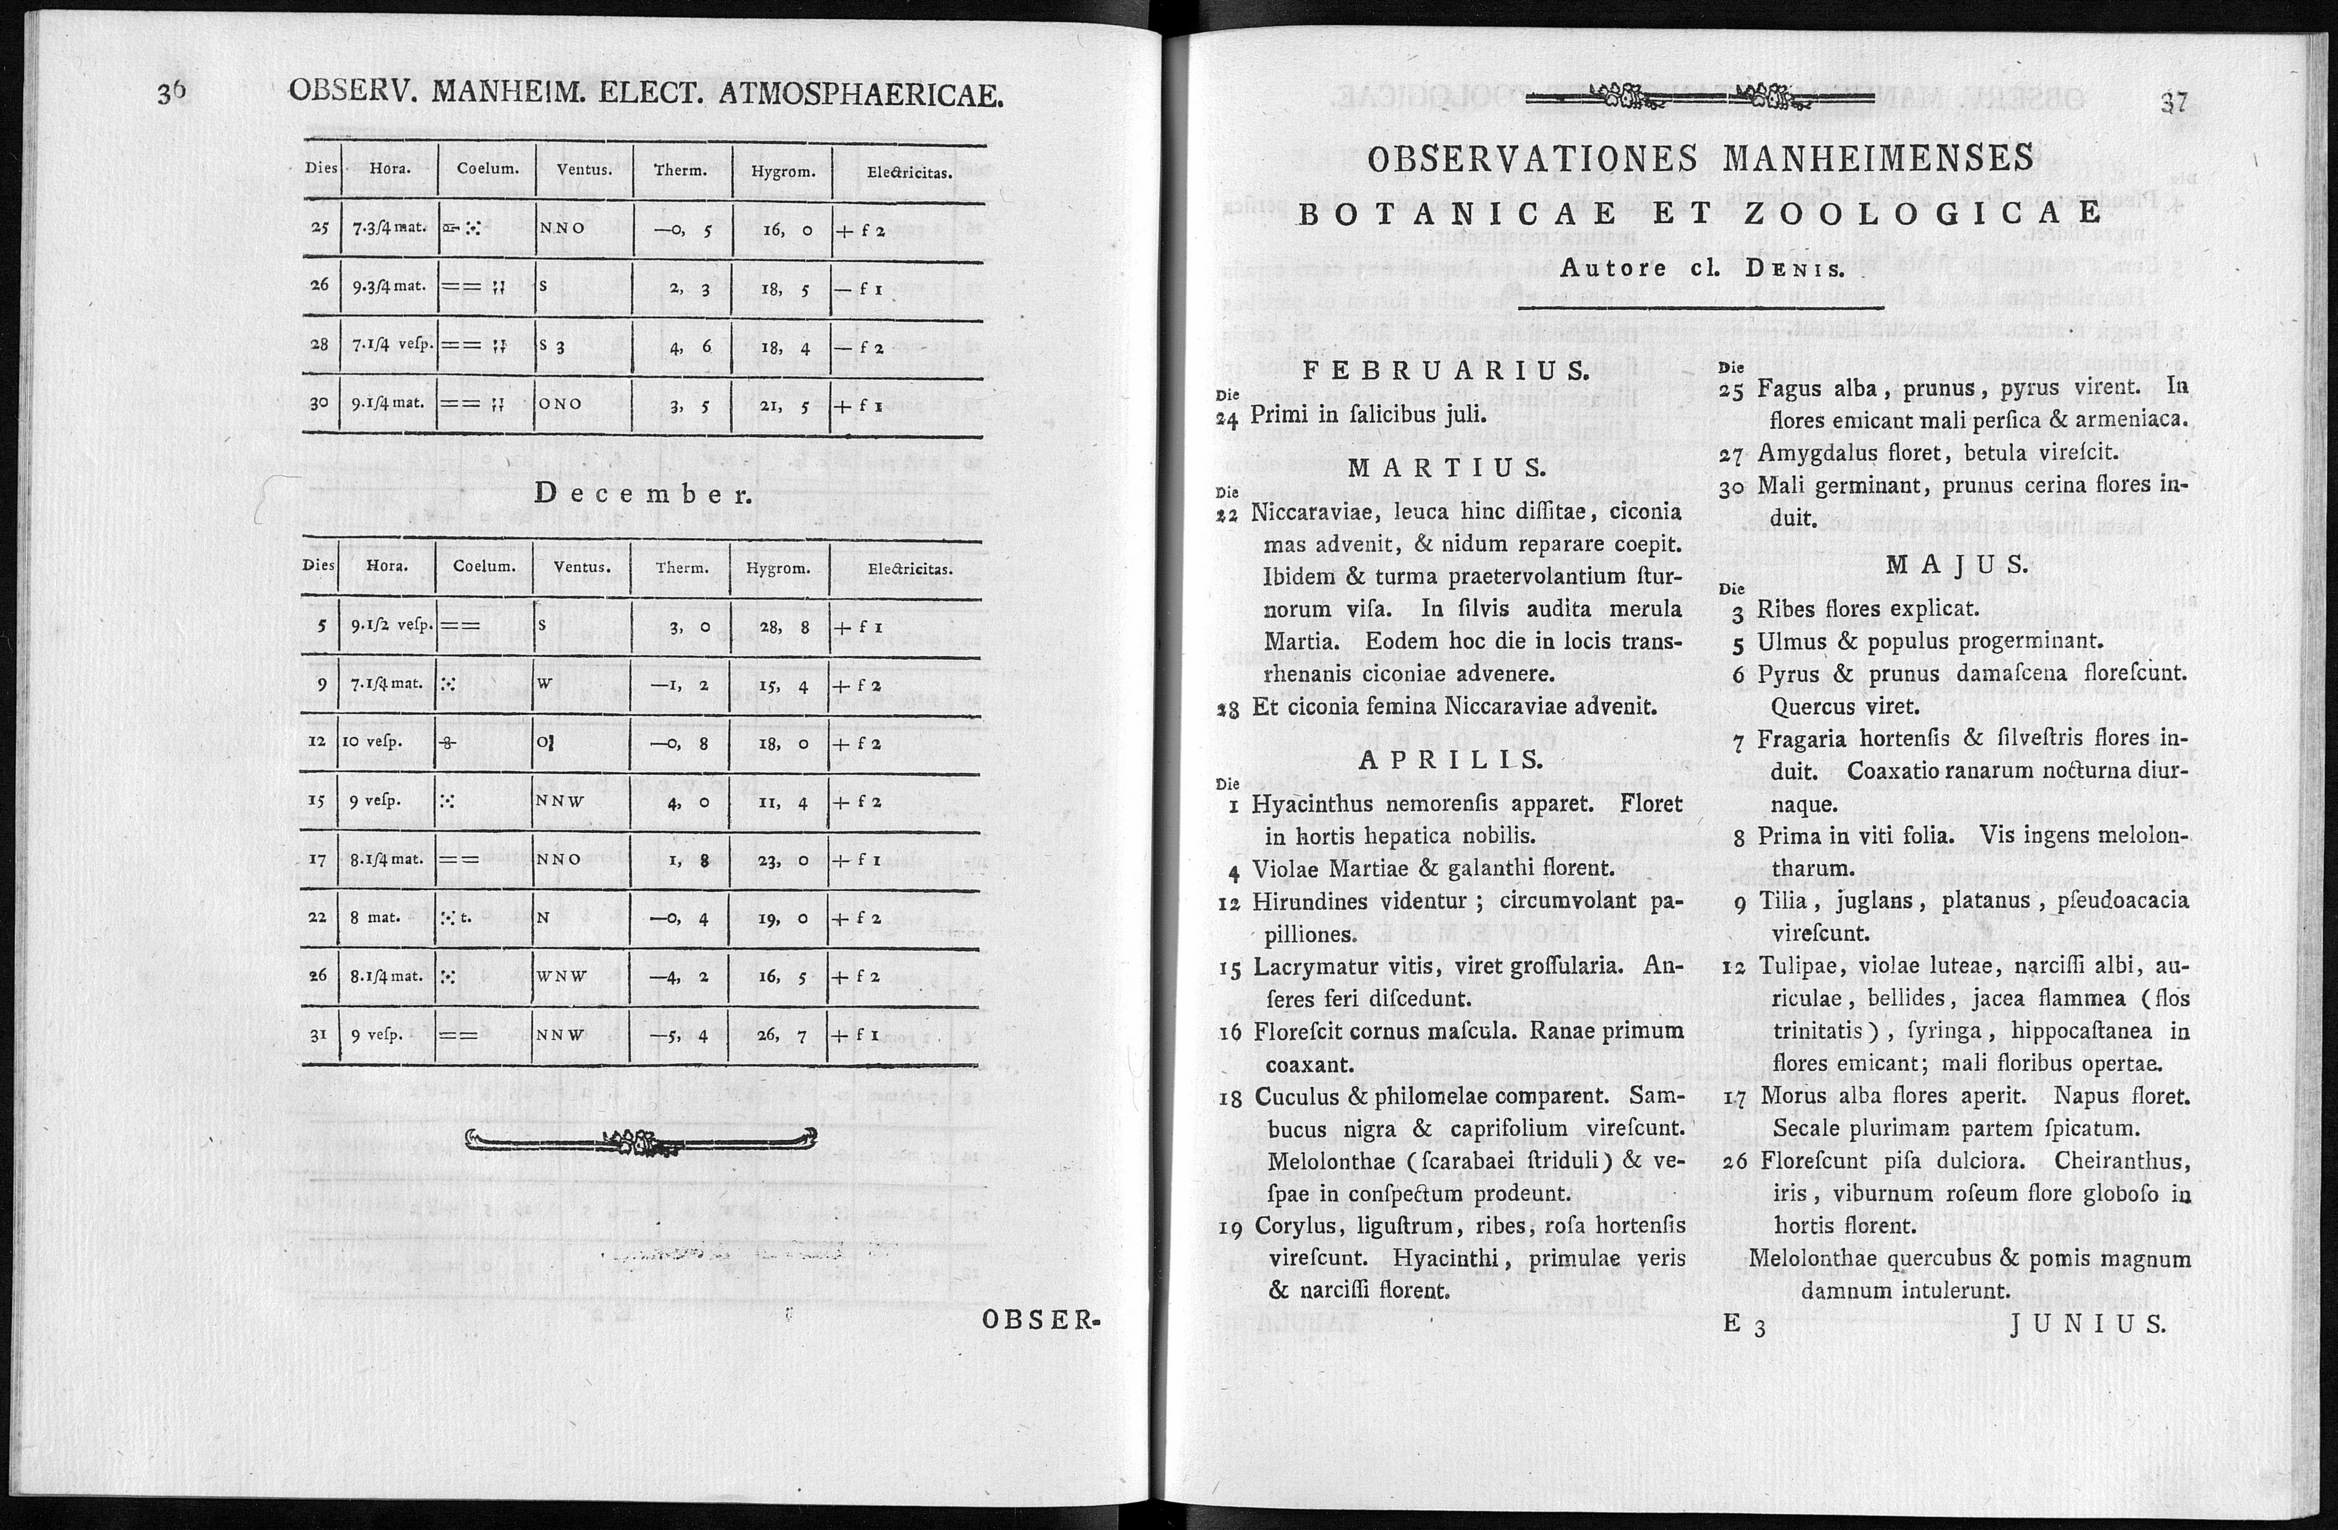 36 OBSERV. MANHEIM. ELECT. ATMOSPHAERICAE.
Dies Hora. Coelum. Ventus. Therm. Hygrom. Electricitas.
25 7.3/4 mat. NNO —0, 5 16, 0 + f 2
26 9.3/4 mat. == S 2, 3 18, 5 — f 1
28 7.1/4 veſp. == S 3 4, 6 18, 4 — f 2
30 9.1/4 mat. == ONO 3, 5 21, 5 + f 1
December.
Dies Hora. Coelum. Ventus. Therm. Hygrom. Electricitas.
5 9.1/2 veſp. == S 3, 0 28, 8 + f 1
9 7.1/4 mat. W —1, 2 15, 4 + f 2
12 10 veſp. O —0, 8 18, 0 + f 2
15 9 veſp. NNW 4, 0 11, 4 + f 2
17 8.1/4 mat. == NNO 1, 8 23, 0 + f 1
22 8 mat. t. N —0, 4 19, 0 + f 2
26 8.1/4 mat. WNW —4, 2 16, 5 + f 2
31 9 veſp. == NNW —5, 4 26, 7 + f 1
OBSER-
37
OBSERVATIONES MANHEIMENSES
BOTANICAE ET ZOOLOGICAE
Autore cl. DENIS.
FEBRUARIUS.
Die
24 Primi in ſalicibus juli.
MARTIUS.
Die
22 Niccaraviae, leuca hinc diſſitae, ciconia
mas advenit, & nidum reparare coepit.
Ibidem & turma praetervolantium ſtur-
norum viſa. In ſilvis audita merula
Martia. Eodem hoc die in locis trans-
rhenanis ciconiae advenere.
28 Et ciconia femina Niccaraviae advenit.
APRILIS.
Die
1 Hyacinthus nemorenſis apparet. Floret
in hortis hepatica nobilis.
4 Violae Martiae & galanthi florent.
12 Hirundines videntur; circumvolant pa-
pilliones.
15 Lacrymatur vitis, viret groſſularia. An-
ſeres feri diſcedunt.
16 Floreſcit cornus maſcula. Ranae primum
coaxant.
18 Cuculus & philomelae comparent. Sam-
bucus nigra & caprifolium vireſcunt.
Melolonthae (ſcarabaei ſtriduli) & ve-
ſpae in conſpectum prodeunt.
19 Corylus, liguſtrum, ribes, roſa hortenſis
vireſcunt. Hyacinthi, primulae veris
& narciſſi florent.
Die
25 Fagus alba, prunus, pyrus virent. In
flores emicant mali perſica & armeniaca.
27 Amygdalus floret, betula vireſcit.
30 Mali germinant, prunus cerina flores in-
duit.
MAJUS.
Die
3 Ribes flores explicat.
5 Ulmus & populus progerminant.
6 Pyrus & prunus damaſcena floreſcunt.
Quercus viret.
7 Fragaria hortenſis & ſilveſtris flores in-
duit. Coaxatio ranarum nocturna diur-
naque.
8 Prima in viti folia. Vis ingens melolon-
tharum.
9 Tilia, juglans, platanus, pſeudoacacia
vireſcunt.
12 Tulipae, violae luteae, narciſſi albi, au-
riculae, bellides, jacea flammea (flos
trinitatis), ſyringa, hippocaſtanea in
flores emicant; mali floribus opertae.
17 Morus alba flores aperit. Napus floret.
Secale plurimam partem ſpicatum.
26 Floreſcunt piſa dulciora. Cheiranthus,
iris, viburnum roſeum flore globoſo in
hortis florent.
Melolonthae quercubus & pomis magnum
damnum intulerunt.
E 3 JUNIUS.